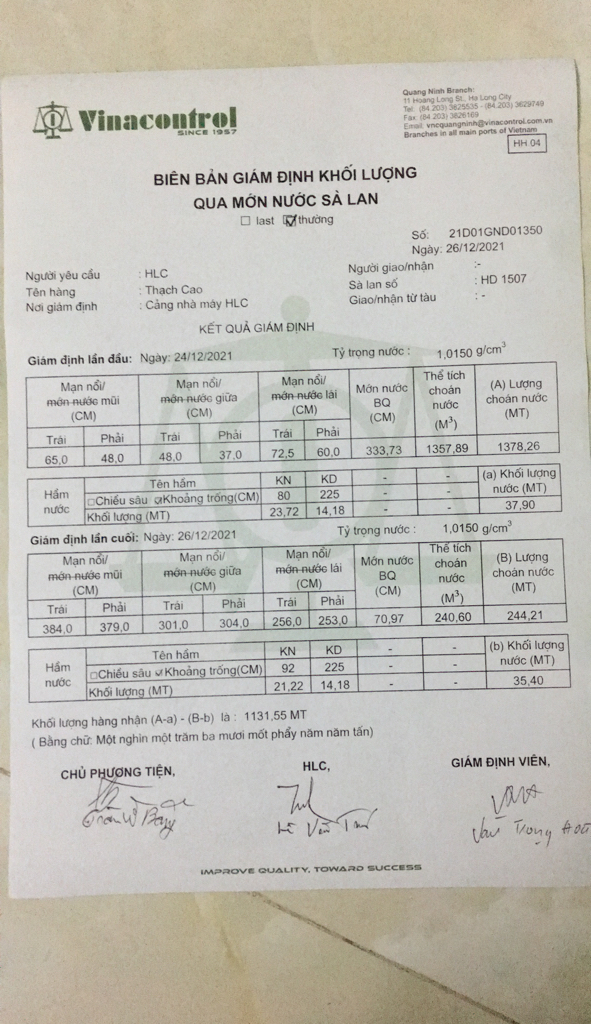 Vinacontrol
SINCE 1957
Quang Ninh Branch:
11 Hoang Long St., Ha Long City
Tel: (84.203) 3825535 - (84.203) 3829749
Fax: (84.203) 3826169
Email: vncquangninh@vinacontrol.com.vn
Branches in all main ports of Vietnam
HH.04
BIÊN BẢN GIÁM ĐỊNH KHỐI LƯỢNG
QUA MỚN NƯỚC SÀ LAN
last thường
Số: 21D01GND01350
Ngày: 26/12/2021
Người yêu cầu : HLC
Người giao/nhận :-
Tên hàng : Thạch Cao
Sà lan số : HD 1507
Nơi giám định : Cảng nhà máy HLC
Giao/nhận từ tàu : -
KẾT QUẢ GIÁM ĐỊNH
Giám định lần đầu: Ngày: 24/12/2021 Tỷ trọng nước : 1,0150 g/cm3
Mạn nổi/ món nước mũi (CM) Mạn nổi/ món nước giữa (CM) Mạn nổi/ món nước lái (CM) Món nước BQ (CM) Thể tích choán nước (M3) (A) Lượng choán nước (MT)
Trái Phải Trái Phải Trái Phải
65,0 48,0 48,0 37,0 72,5 60,0 333,73 1357,89 1378,26
Hầm nước Tên hầm KN KD - - (a) Khối lượng nước (MT)
Chiều sâu Khoảng trống(CM) 80 225 - -
Khối lượng (MT) 23,72 14,18 - - 37,90
Giám định lần cuối: Ngày: 26/12/2021 Tỷ trọng nước : 1,0150 g/cm3
Mạn nổi/ món nước mũi (CM) Mạn nổi/ món nước giữa (CM) Mạn nổi/ món nước lái (CM) Món nước BQ (CM) Thể tích choán nước (M3) (B) Lượng choán nước (MT)
Trái Phải Trái Phải Trái Phải
384,0 379,0 301,0 304,0 256,0 253,0 70,97 240,60 244,21
Hầm nước Tên hầm KN KD - - (b) Khối lượng nước (MT)
Chiều sâu Khoảng trống(CM) 92 225 - -
Khối lượng (MT) 21,22 14,18 - - 35,40
Khối lượng hàng nhận (A-a) - (B-b) là : 1131,55 MT
( Bằng chữ: Một nghìn một trăm ba mươi mốt phẩy năm năm tấn)
CHỦ PHƯƠNG TIỆN, HLC, GIÁM ĐỊNH VIÊN,
IMPROVE QUALITY, TOWARD SUCCESS